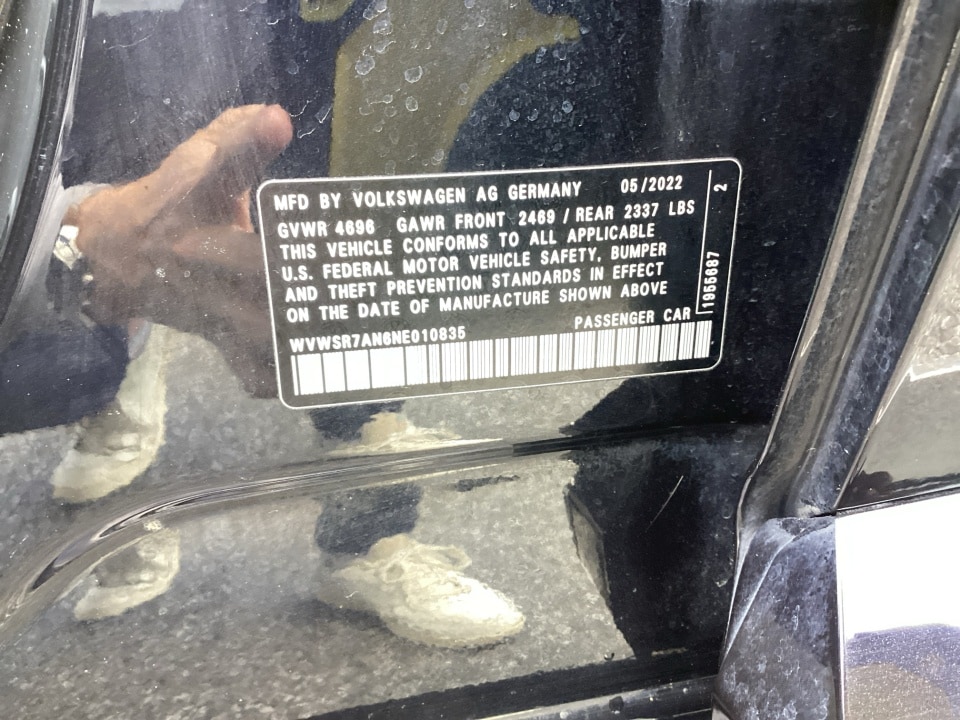 MFD BY VOLKSWAGEN AG GERMANY 05/2022
GVWR 4696 GAWR FRONT 2469 / REAR 2337 LBS
THIS VEHICLE CONFORMS TO ALL APPLICABLE
U.S. FEDERAL MOTOR VEHICLE SAFETY, BUMPER
AND THEFT PREVENTION STANDARDS IN EFFECT
ON THE DATE OF MANUFACTURE SHOWN ABOVE
WVWSR7AN6NE010835 PASSENGER CAR
1955687 2